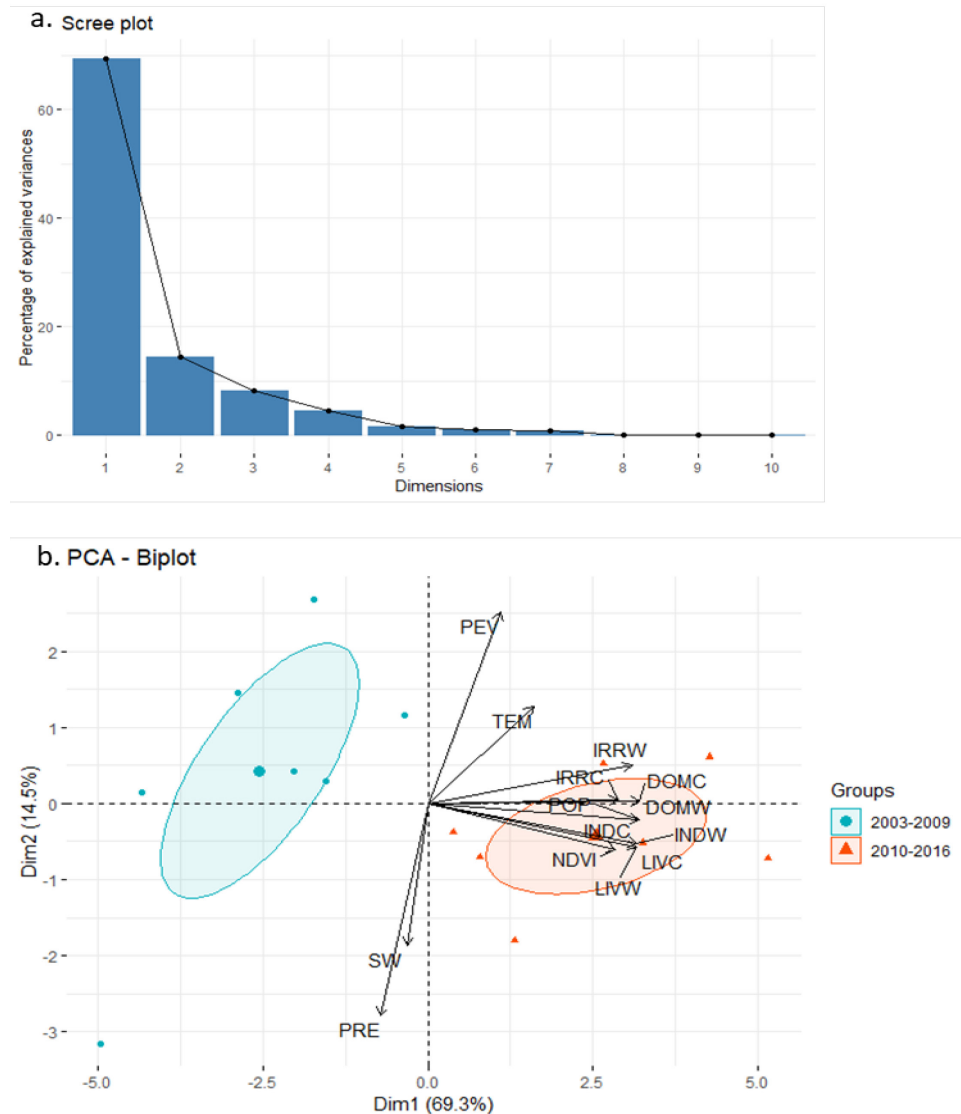 a. Scree plot
Percentage of explained variances
60
40
20
0
1 2 3 4 5 6 7 8 9 10
Dimensions
b. PCA - Biplot
Dim2 (14.5%)
2
1
0
-1
-2
-3
PEV
TEM
IRRW
IRRC
DOMC
POP
DOMW
INDC
INDW
NDVI
LIVC
LIVW
SW
PRE
-5.0 -2.5 0.0 2.5 5.0
Dim1 (69.3%)
Groups
2003-2009
2010-2016